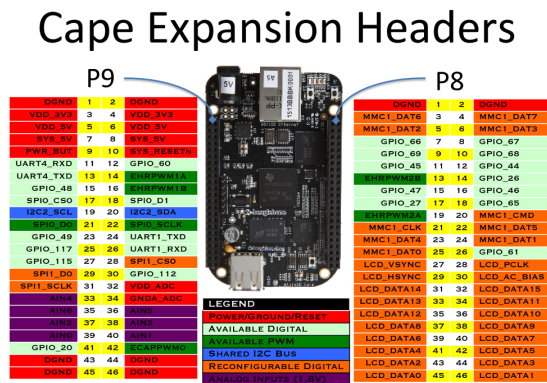 Cape Expansion Headers
P9
P8
DGND 1 2 DGND
VDD_3V3 3 4 VDD_3V3
VDD_5V 5 6 VDD_5V
SYS_5V 7 8 SYS_5V
PWR_BUT 9 10 SYS_RESETn
UART4_RXD 11 12 GPIO_60
UART4_TXD 13 14 EHRPWM1A
GPIO_48 15 16 EHRPWM1B
SPI0_CS0 17 18 SPI0_D1
I2C2_SCL 19 20 I2C2_SDA
SPI0_D0 21 22 SPI0_SCLK
GPIO_49 23 24 UART1_TXD
GPIO_117 25 26 UART1_RXD
GPIO_115 27 28 SPI1_CS0
SPI1_D0 29 30 GPIO_112
SPI1_SCLK 31 32 VDD_ADC
AIN4 33 34 GNDA_ADC
AIN6 35 36 AIN5
AIN2 37 38 AIN3
AIN0 39 40 AIN1
GPIO_20 41 42 ECAPPWM0
DGND 43 44 DGND
DGND 45 46 DGND
5V
1513BBBK0001
beaglebone
LEGEND
Power/Ground/Reset
Available Digital
Available PWM
Shared I2C Bus
Reconfigurable Digital
Analog Inputs (1.8V)
DGND 1 2 DGND
MMC1_DAT6 3 4 MMC1_DAT7
MMC1_DAT2 5 6 MMC1_DAT3
GPIO_66 7 8 GPIO_67
GPIO_69 9 10 GPIO_68
GPIO_45 11 12 GPIO_44
EHRPWM2B 13 14 GPIO_26
GPIO_47 15 16 GPIO_46
GPIO_27 17 18 GPIO_65
EHRPWM2A 19 20 MMC1_CMD
MMC1_CLK 21 22 MMC1_DAT5
MMC1_DAT4 23 24 MMC1_DAT1
MMC1_DAT0 25 26 GPIO_61
LCD_VSYNC 27 28 LCD_PCLK
LCD_HSYNC 29 30 LCD_AC_BIAS
LCD_DATA14 31 32 LCD_DATA15
LCD_DATA13 33 34 LCD_DATA11
LCD_DATA12 35 36 LCD_DATA10
LCD_DATA8 37 38 LCD_DATA9
LCD_DATA6 39 40 LCD_DATA7
LCD_DATA4 41 42 LCD_DATA5
LCD_DATA2 43 44 LCD_DATA3
LCD_DATA0 45 46 LCD_DATA1